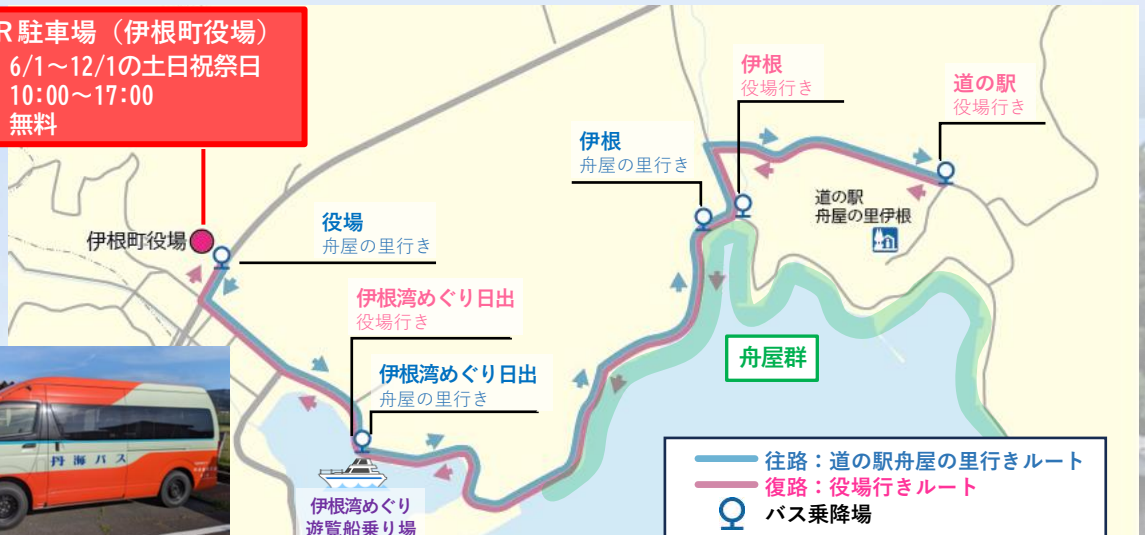 R駐車場（伊根町役場）
6/1～12/1の土日祝祭日
10:00～17:00
無料
伊根
役場行き
道の駅
役場行き
伊根
舟屋の里行き
道の駅
舟屋の里伊根
伊根町役場
役場
舟屋の里行き
伊根湾めぐり日出
役場行き
伊根湾めぐり日出
舟屋の里行き
舟屋群
丹海バス
伊根湾めぐり
遊覧船乗り場
往路：道の駅舟屋の里行きルート
復路：役場行きルート
バス乗降場